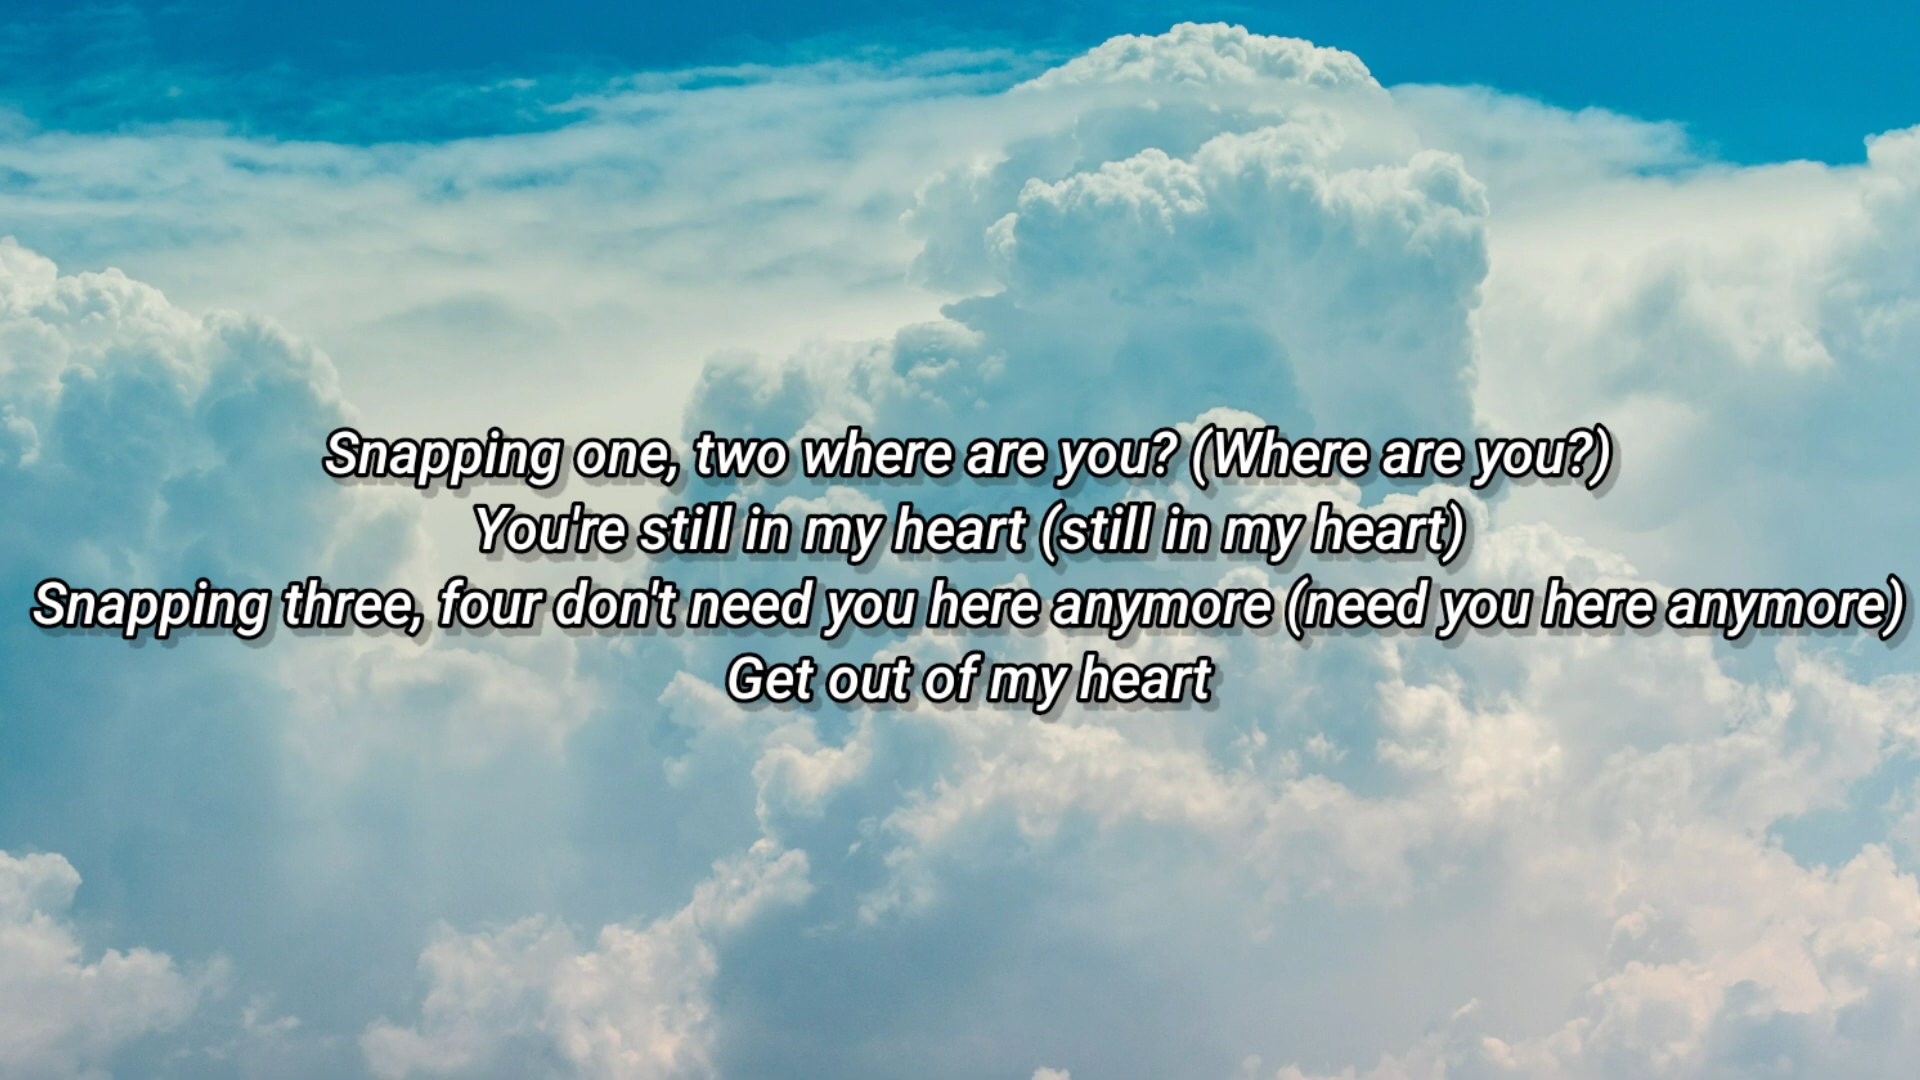 Snapping one, two where are you? (Where are you?)
You're still in my heart (still in my heart)
Snapping three, four don't need you here anymore (need you here anymore)
Get out of my heart